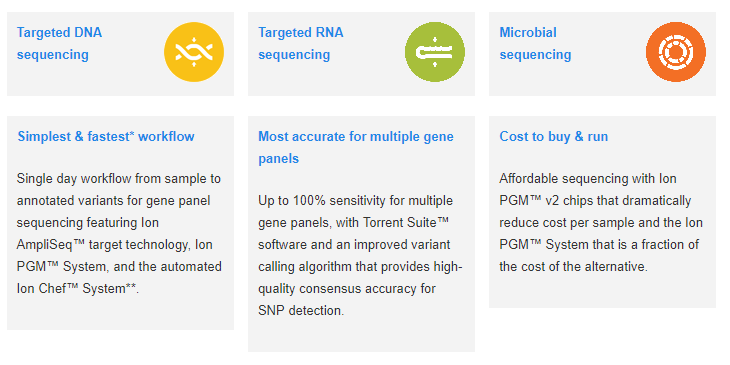 Targeted DNA
sequencing
Targeted RNA
sequencing
Microbial
sequencing
Simplest & fastest* workflow
Single day workflow from sample to
annotated variants for gene panel
sequencing featuring Ion
AmpliSeq™ target technology, Ion
PGM™ System, and the automated
Ion Chef™ System**.
Most accurate for multiple gene
panels
Up to 100% sensitivity for multiple
gene panels, with Torrent Suite™
software and an improved variant
calling algorithm that provides high-
quality consensus accuracy for
SNP detection.
Cost to buy & run
Affordable sequencing with Ion
PGM™ v2 chips that dramatically
reduce cost per sample and the Ion
PGM™ System that is a fraction of
the cost of the alternative.